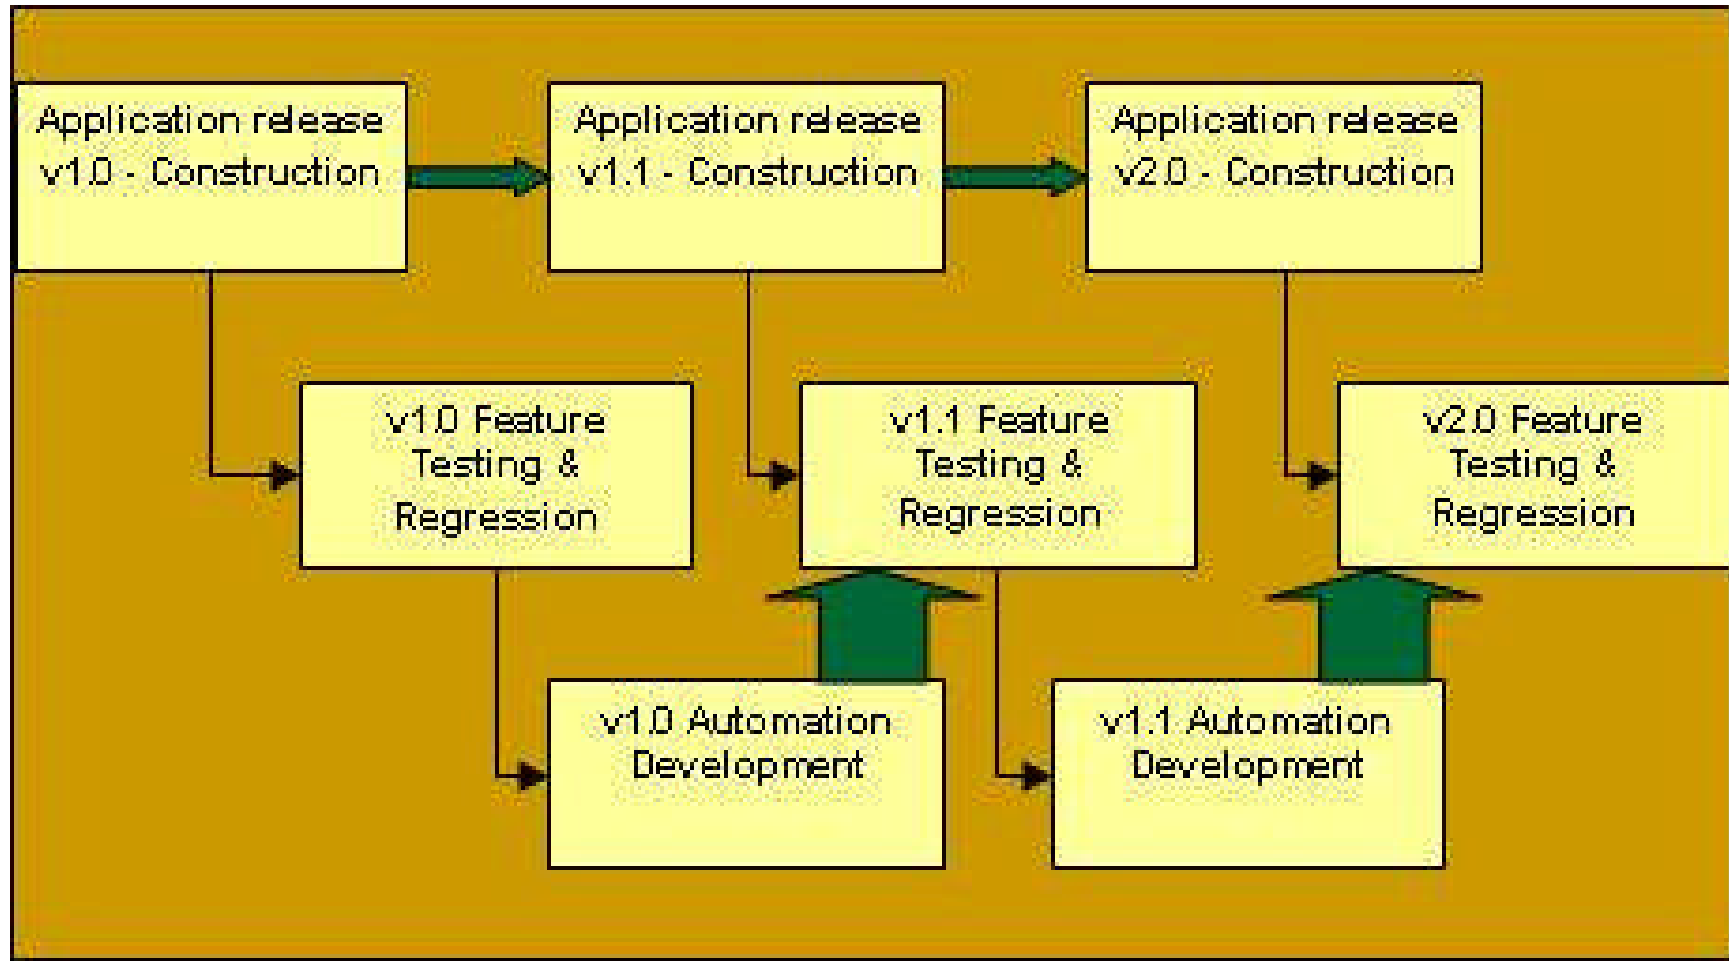 Application release
v1.0 - Construction
Application release
v1.1 - Construction
Application release
v2.0 - Construction
v1.0 Feature
Testing &
Regression
v1.1 Feature
Testing &
Regression
v2.0 Feature
Testing &
Regression
v1.0 Automation
Development
v1.1 Automation
Development